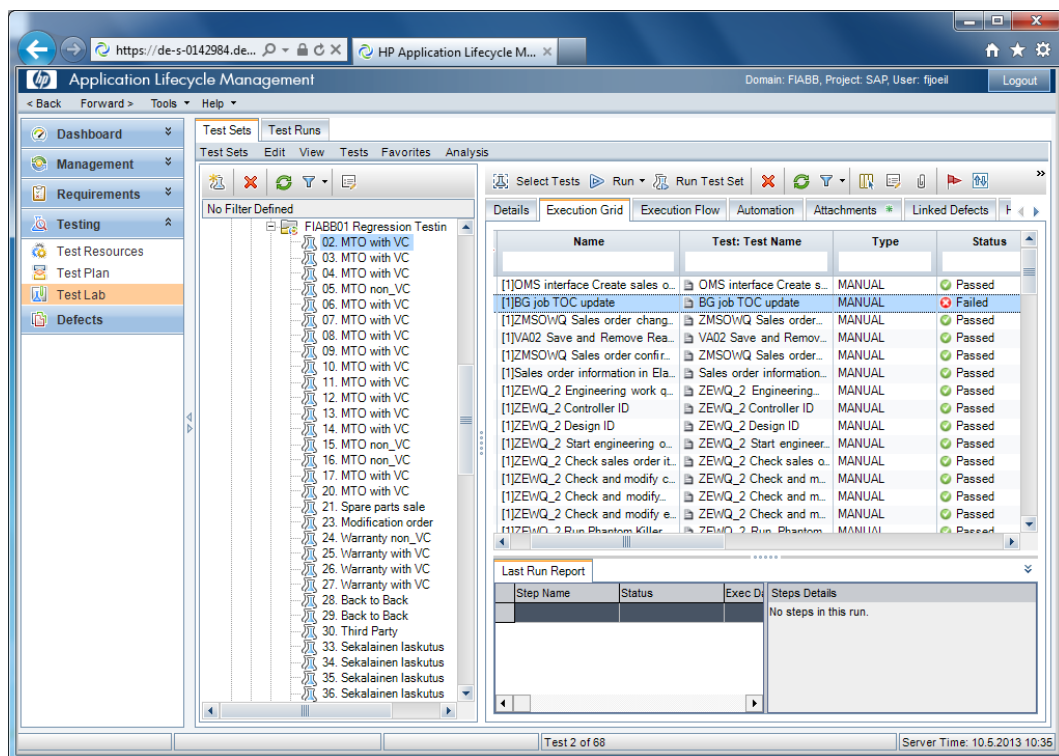 https://de-s-0142984.de...
HP Application Lifecycle M...
hp Application Lifecycle Management
Domain: FIABB, Project: SAP, User: fijoeil
Logout
< Back Forward > Tools Help
Dashboard
Management
Requirements
Testing
Test Resources
Test Plan
Test Lab
Defects
Test Sets Test Runs
Test Sets Edit View Tests Favorites Analysis
No Filter Defined
FIABB01 Regression Testin
02. MTO with VC
03. MTO with VC
04. MTO with VC
05. MTO non_VC
06. MTO with VC
07. MTO with VC
08. MTO with VC
09. MTO with VC
10. MTO with VC
11. MTO with VC
12. MTO with VC
13. MTO with VC
14. MTO with VC
15. MTO non_VC
16. MTO non_VC
17. MTO with VC
20. MTO with VC
21. Spare parts sale
23. Modification order
24. Warranty non_VC
25. Warranty with VC
26. Warranty with VC
27. Warranty with VC
28. Back to Back
29. Back to Back
30. Third Party
33. Sekalainen laskutus
34. Sekalainen laskutus
35. Sekalainen laskutus
36. Sekalainen laskutus
Select Tests Run Run Test Set
Details Execution Grid Execution Flow Automation Attachments * Linked Defects H
Name Test: Test Name Type Status
[1]OMS interface Create sales o... OMS interface Create s... MANUAL Passed
[1]BG job TOC update BG job TOC update MANUAL Failed
[1]ZMSOWQ Sales order chang... ZMSOWQ Sales order... MANUAL Passed
[1]VA02 Save and Remove Rea... VA02 Save and Remov... MANUAL Passed
[1]ZMSOWQ Sales order confir... ZMSOWQ Sales order... MANUAL Passed
[1]Sales order information in Ela... Sales order information... MANUAL Passed
[1]ZEWQ_2 Engineering work q... ZEWQ_2 Engineering... MANUAL Passed
[1]ZEWQ_2 Controller ID ZEWQ_2 Controller ID MANUAL Passed
[1]ZEWQ_2 Design ID ZEWQ_2 Design ID MANUAL Passed
[1]ZEWQ_2 Start engineering o... ZEWQ_2 Start engineer... MANUAL Passed
[1]ZEWQ_2 Check sales order it... ZEWQ_2 Check sales o... MANUAL Passed
[1]ZEWQ_2 Check and modify c... ZEWQ_2 Check and m... MANUAL Passed
[1]ZEWQ_2 Check and modify... ZEWQ_2 Check and m... MANUAL Passed
[1]ZEWQ_2 Check and modify e... ZEWQ_2 Check and m... MANUAL Passed
[1]ZEWQ_2 Run Phantom Killer ZEWQ_2 Run Phantom MANUAL Passed
Last Run Report
Step Name Status Exec Da Steps Details
No steps in this run.
Test 2 of 68
Server Time: 10.5.2013 10:35